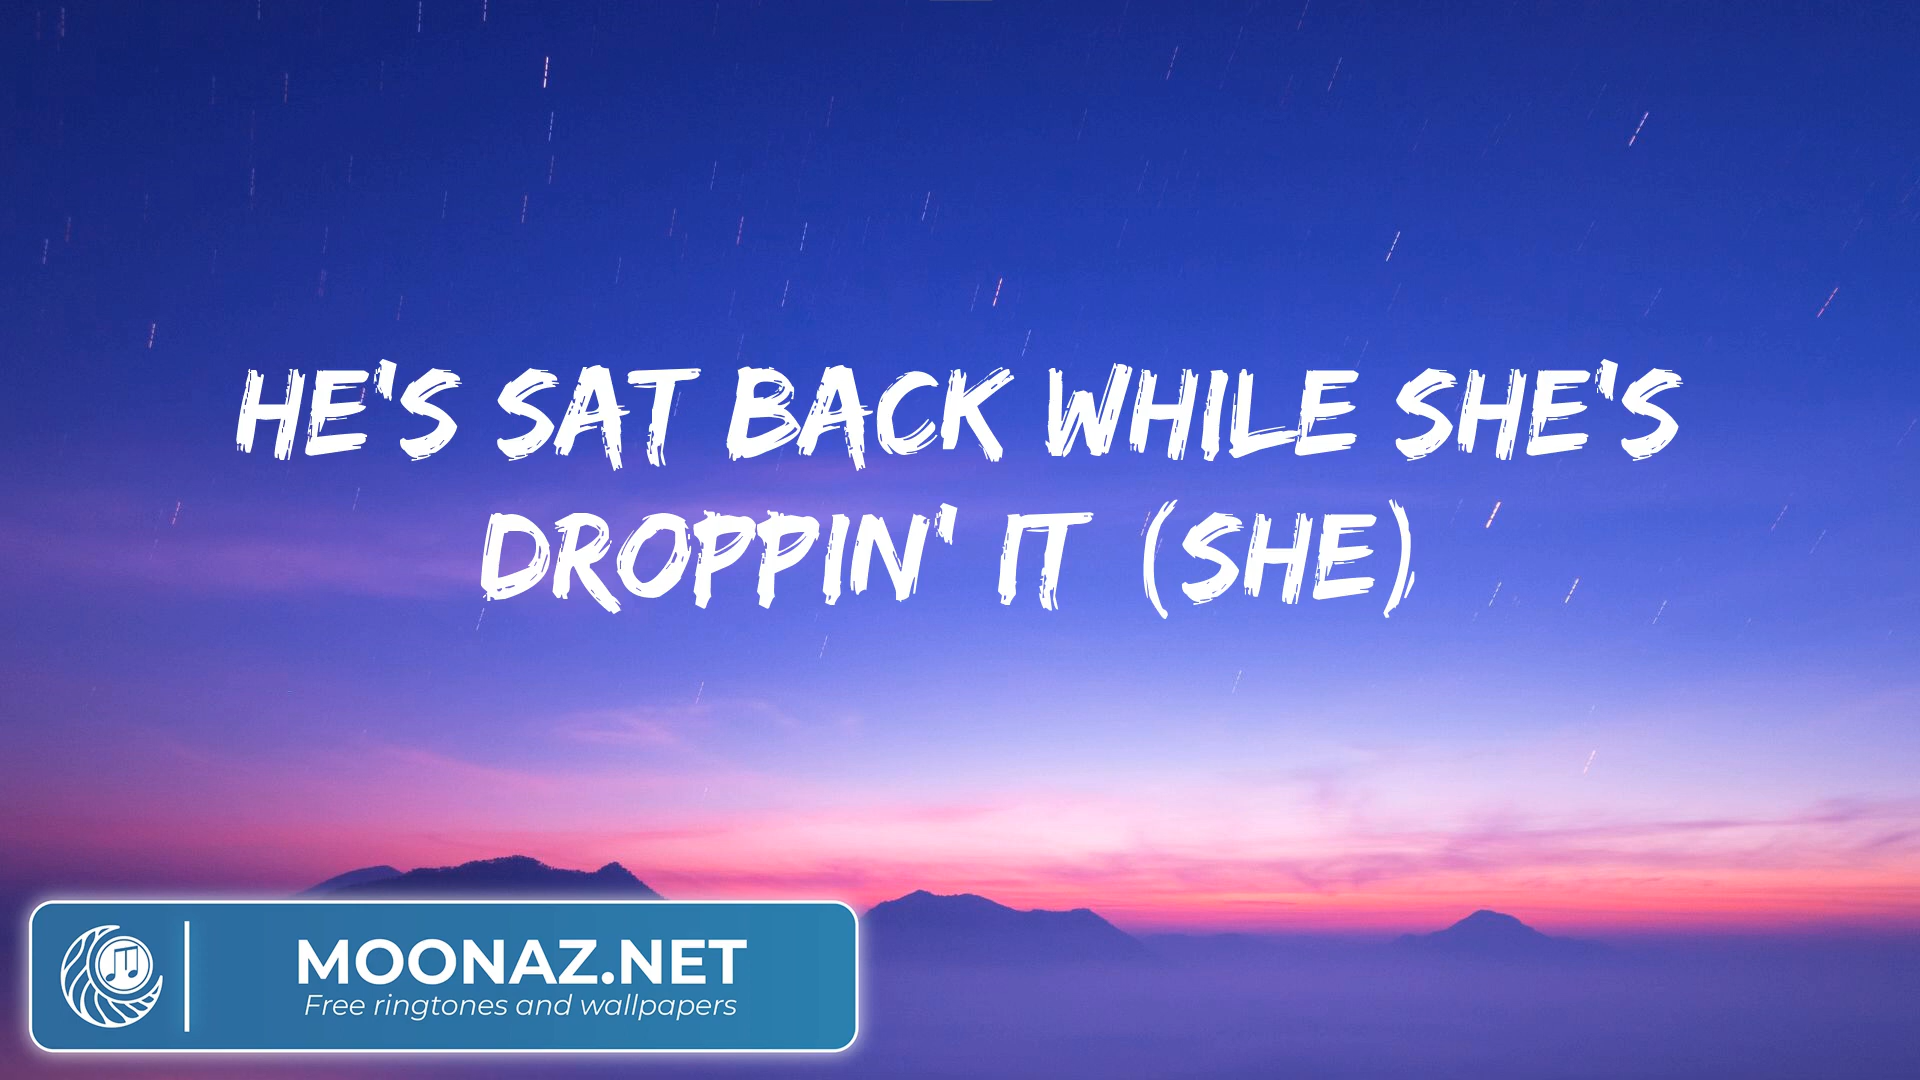 HE'S SAT BACK WHILE SHE'S
DROPPIN' IT (SHE)
MOONAZ.NET
Free ringtones and wallpapers